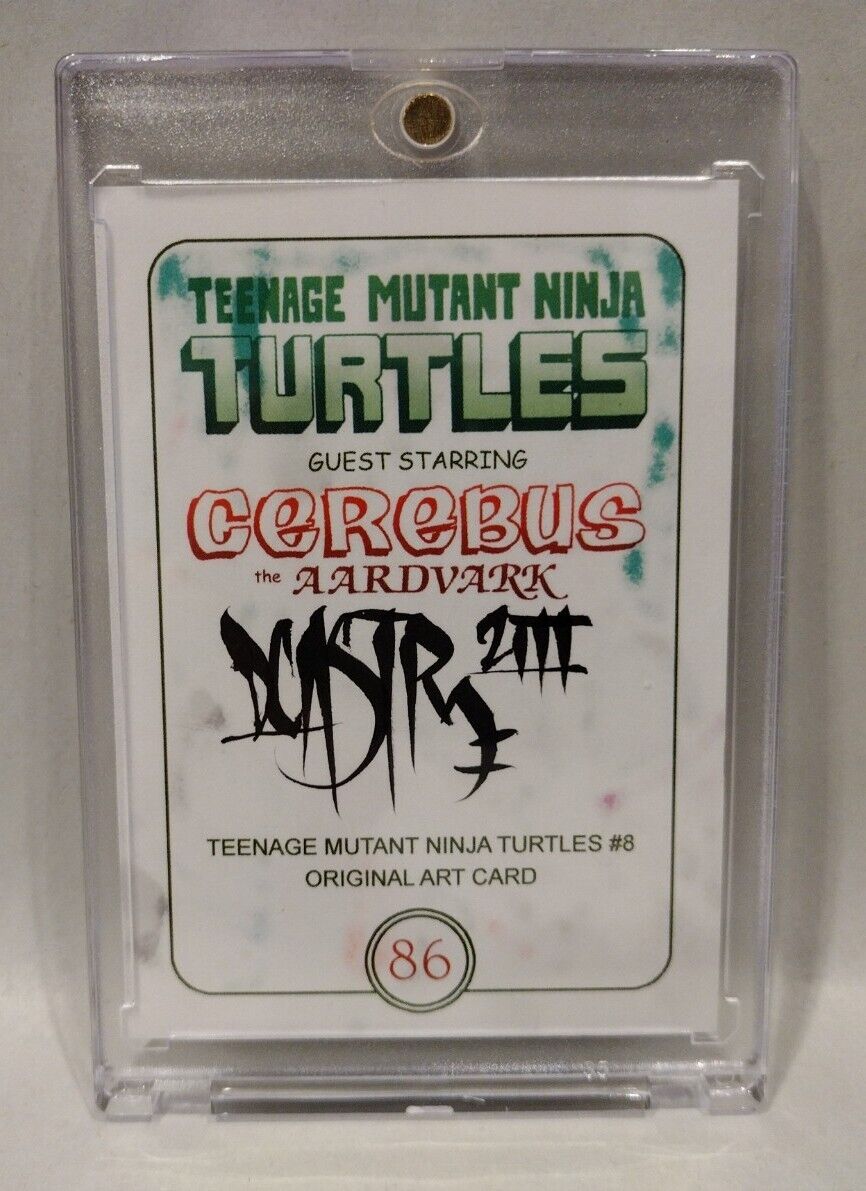 TEENAGE MUTANT NINJA
TURTLES
GUEST STARRING
CEREBUS
the AARDVARK
TEENAGE MUTANT NINJA TURTLES #8
ORIGINAL ART CARD
86